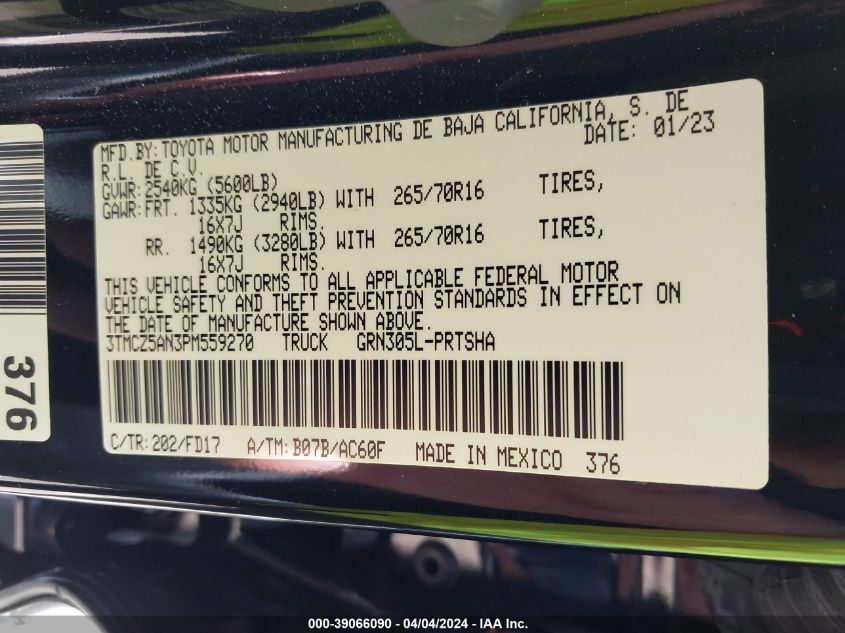 MFD.BY: TOYOTA MOTOR MANUFACTURING DE BAJA CALIFORNIA, S. DE
R.L. DE C.V. DATE: 01/23
GVWR: 2540KG (5600LB)
GAWR: FRT. 1335KG (2940LB) WITH 265/70R16 TIRES,
16X7J RIMS.
RR. 1490KG (3280LB) WITH 265/70R16 TIRES,
16X7J RIMS.
THIS VEHICLE CONFORMS TO ALL APPLICABLE FEDERAL MOTOR
VEHICLE SAFETY AND THEFT PREVENTION STANDARDS IN EFFECT ON
THE DATE OF MANUFACTURE SHOWN ABOVE.
3TMCZ5AN3PM559270 TRUCK GRN305L-PRTSHA
C/TR: 202/FD17 A/TM: B07B/AC60F MADE IN MEXICO 376
376
000-39066090 - 04/04/2024 - IAA Inc.